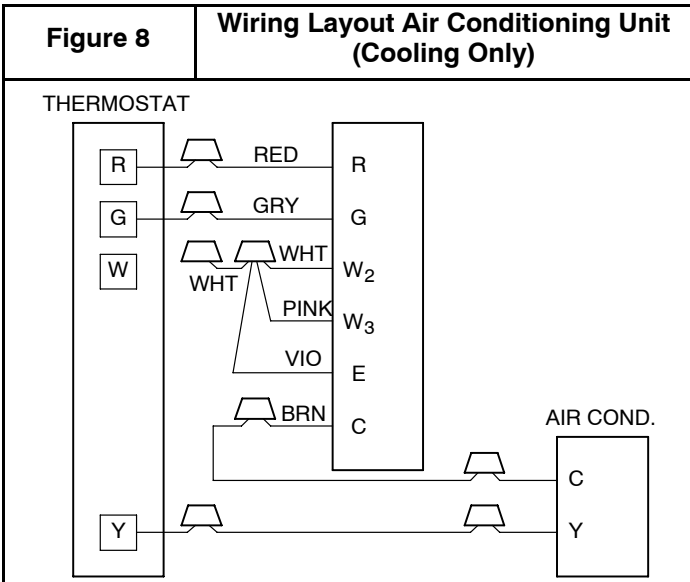 Figure 8
Wiring Layout Air Conditioning Unit
(Cooling Only)
THERMOSTAT
R RED R
G GRY G
W WHT WHT W2
PINK W3
VIO E
BRN C
AIR COND.
C
Y Y